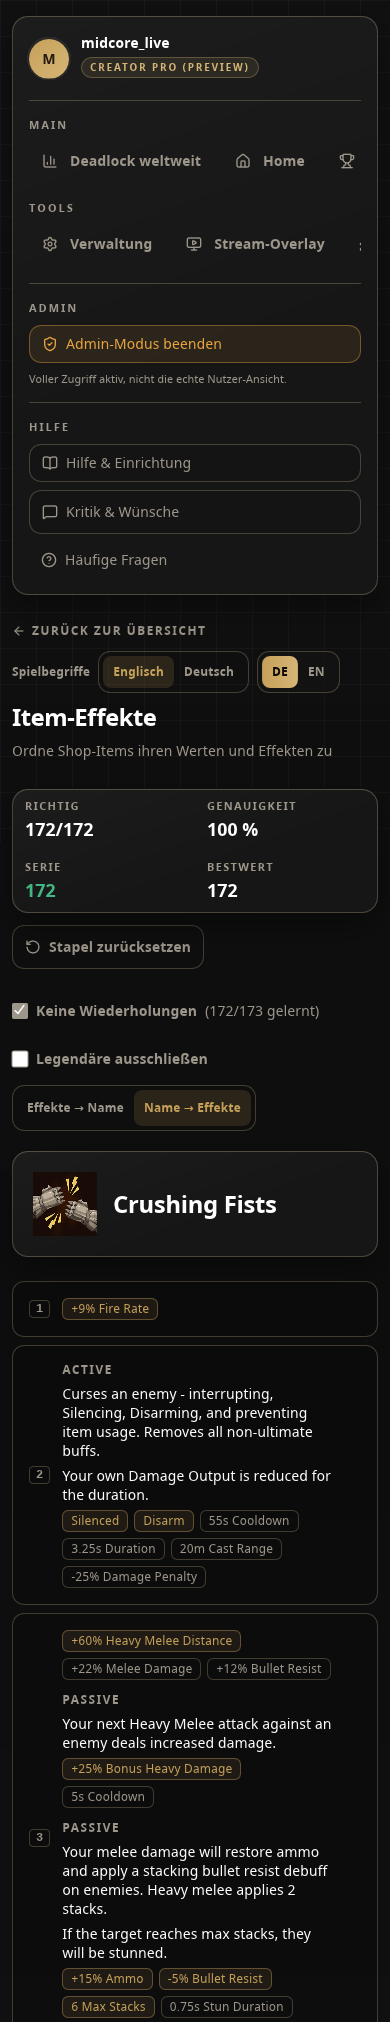 M
midcore_live
CREATOR PRO (PREVIEW)
MAIN
Deadlock weltweit
Home
TOOLS
Verwaltung
Stream-Overlay
ADMIN
Admin-Modus beenden
Voller Zugriff aktiv, nicht die echte Nutzer-Ansicht.
HILFE
Hilfe & Einrichtung
Kritik & Wünsche
Häufige Fragen
← ZURÜCK ZUR ÜBERSICHT
Spielbegriffe Englisch Deutsch DE EN
Item-Effekte
Ordne Shop-Items ihren Werten und Effekten zu
RICHTIG GENAUIGKEIT
172/172 100 %
SERIE BESTWERT
172 172
Stapel zurücksetzen
Keine Wiederholungen (172/173 gelernt)
Legendäre ausschließen
Effekte → Name Name → Effekte
Crushing Fists
1 +9% Fire Rate
ACTIVE
Curses an enemy - interrupting,
Silencing, Disarming, and preventing
item usage. Removes all non-ultimate
buffs.
2
Your own Damage Output is reduced for
the duration.
Silenced Disarm 55s Cooldown
3.25s Duration 20m Cast Range
-25% Damage Penalty
+60% Heavy Melee Distance
+22% Melee Damage +12% Bullet Resist
PASSIVE
Your next Heavy Melee attack against an
enemy deals increased damage.
+25% Bonus Heavy Damage
5s Cooldown
PASSIVE
3
Your melee damage will restore ammo
and apply a stacking bullet resist debuff
on enemies. Heavy melee applies 2
stacks.
If the target reaches max stacks, they
will be stunned.
+15% Ammo -5% Bullet Resist
6 Max Stacks 0.75s Stun Duration